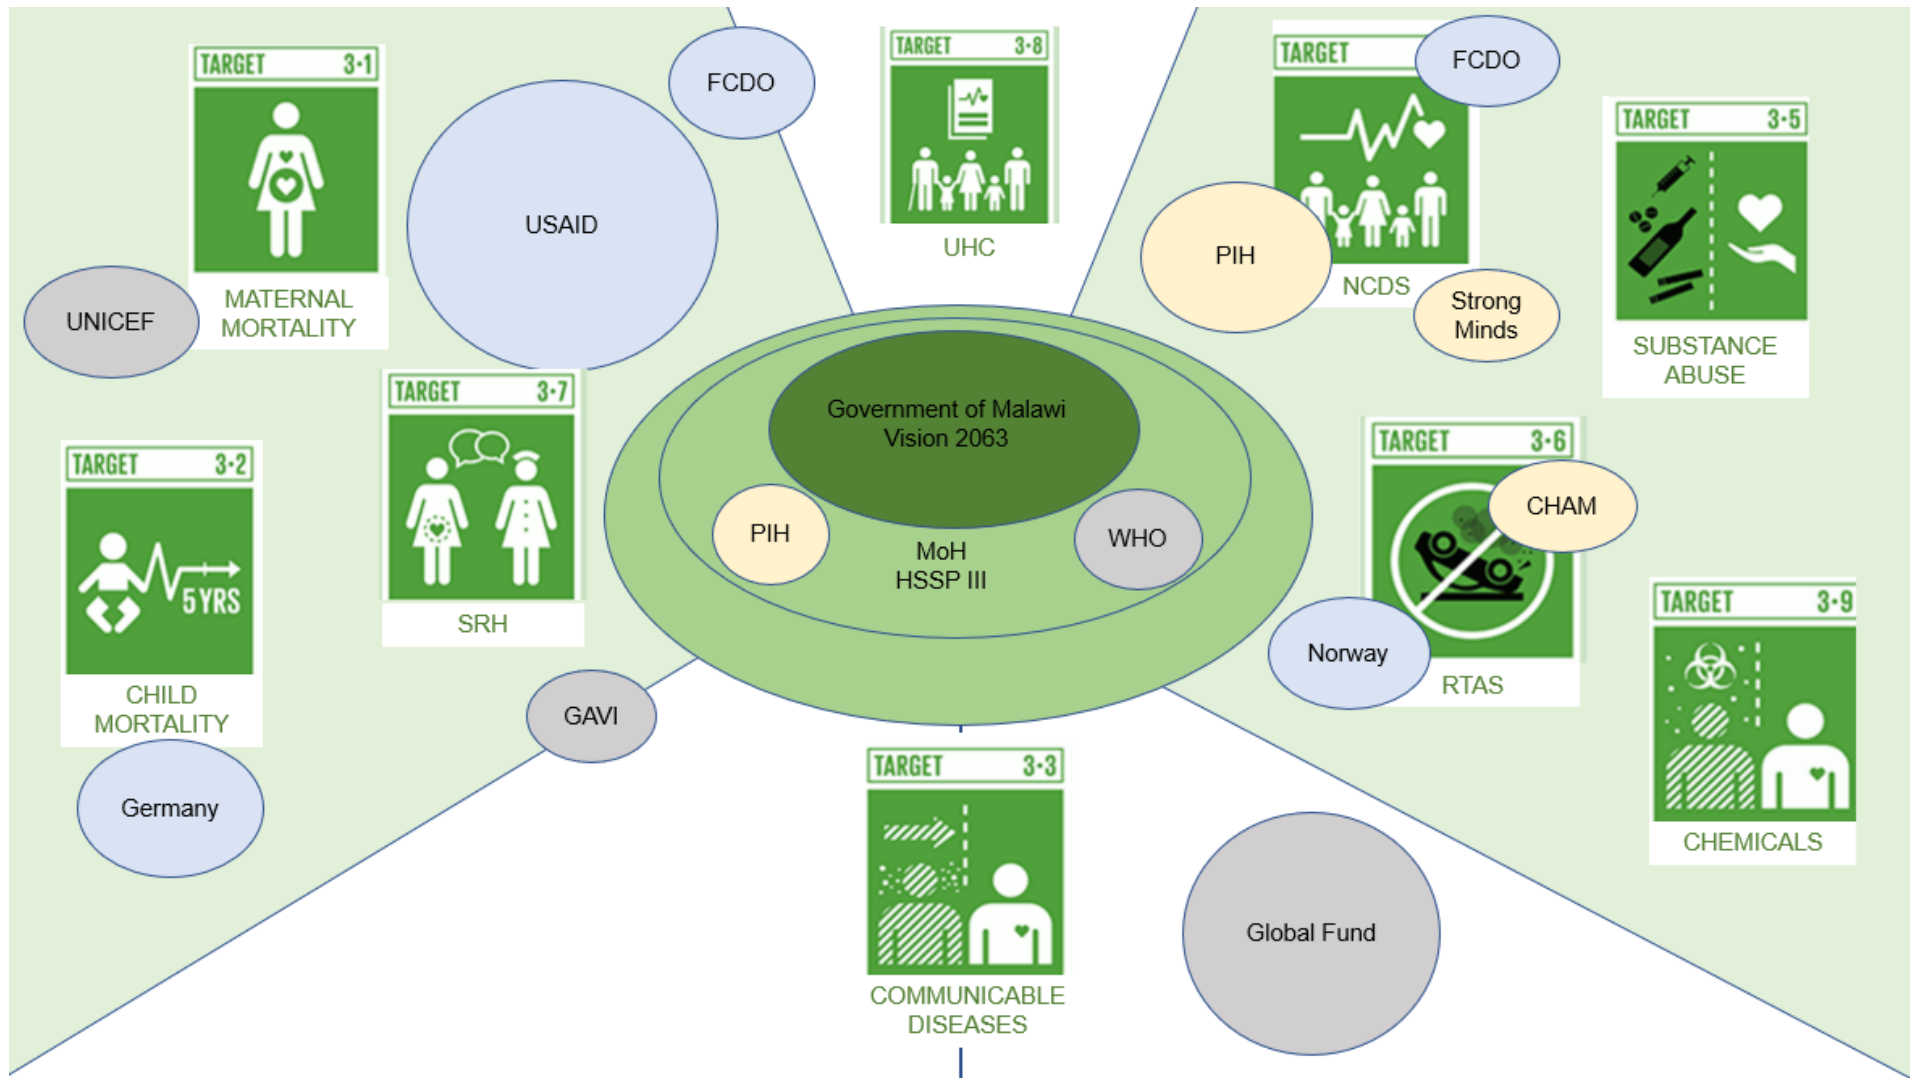 TARGET 3·1
MATERNAL
MORTALITY
UNICEF
USAID
FCDO
TARGET 3·7
SRH
TARGET 3·2
5 YRS
CHILD
MORTALITY
Germany
GAVI
TARGET 3·8
UHC
Government of Malawi
Vision 2063
PIH
WHO
MoH
HSSP III
TARGET
FCDO
PIH
NCDS
Strong
Minds
TARGET 3·5
SUBSTANCE
ABUSE
TARGET 3·6
CHAM
Norway
RTAS
TARGET 3·9
CHEMICALS
TARGET 3·3
COMMUNICABLE
DISEASES
Global Fund